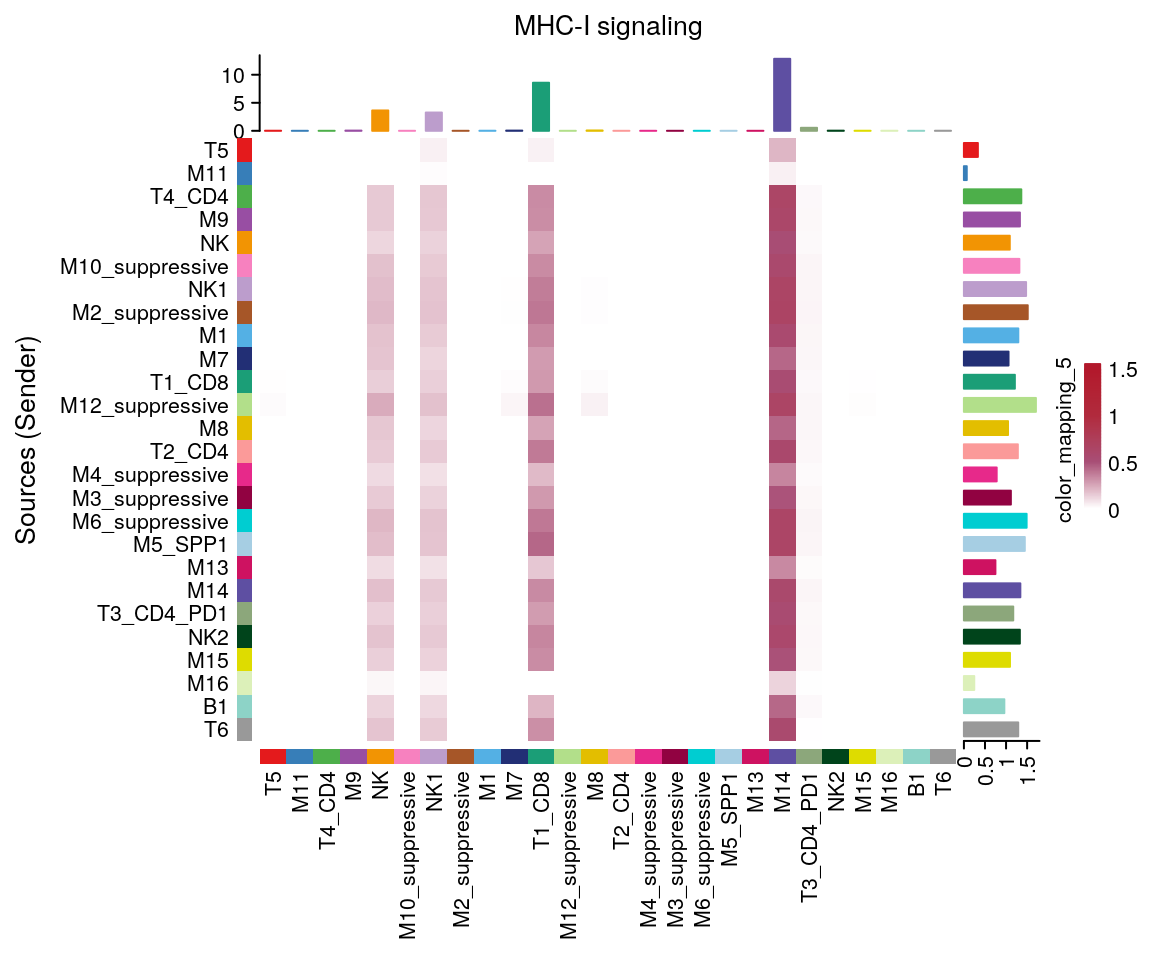 MHC-I signaling
10
5
0
T5
M11
T4_CD4
M9
NK
M10_suppressive
NK1
M2_suppressive
M1
M7
T1_CD8
M12_suppressive
M8
T2_CD4
M4_suppressive
M3_suppressive
M6_suppressive
M5_SPP1
M13
M14
T3_CD4_PD1
NK2
M15
M16
B1
T6
Sources (Sender)
T5
M11
T4_CD4
M9
NK
M10_suppressive
NK1
M2_suppressive
M1
M7
T1_CD8
M12_suppressive
M8
T2_CD4
M4_suppressive
M3_suppressive
M6_suppressive
M5_SPP1
M13
M14
T3_CD4_PD1
NK2
M15
M16
B1
T6
0
0.5
1
1.5
color_mapping_5
1.5
1
0.5
0